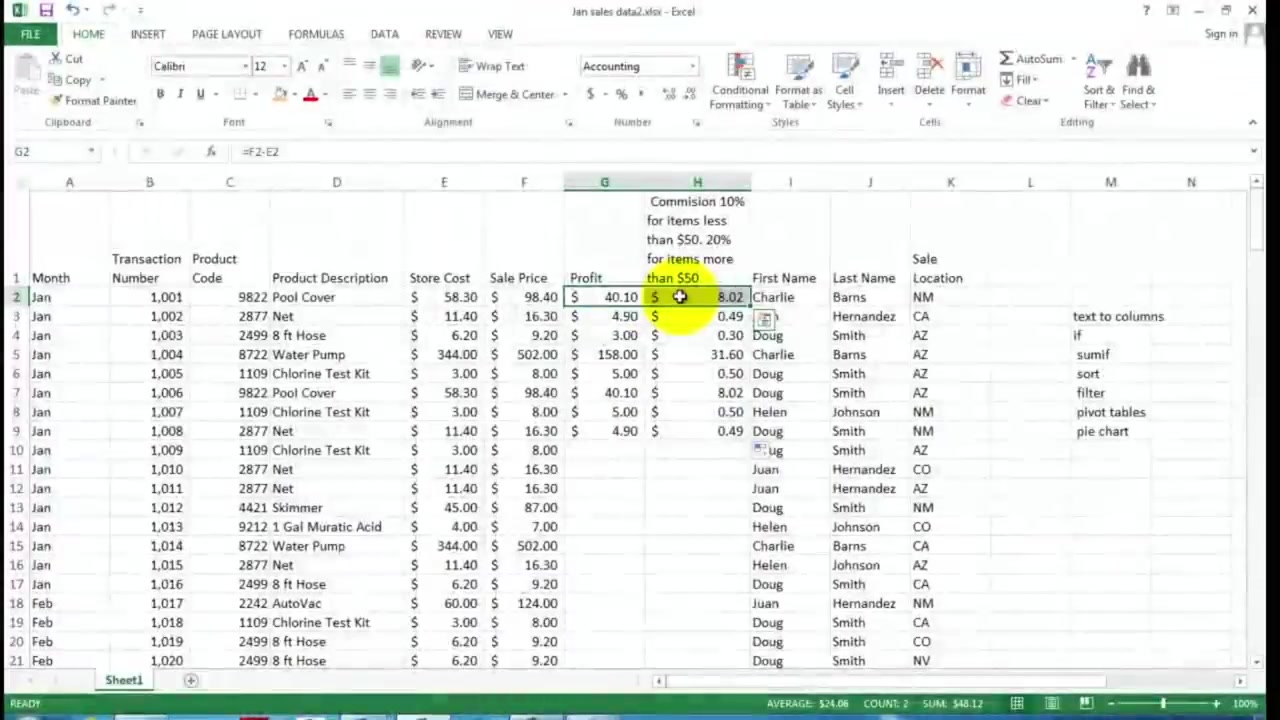 Jan sales data2.xlsx - Excel
FILE HOME INSERT PAGE LAYOUT FORMULAS DATA REVIEW VIEW Sign in
Cut
Copy
Format Painter
Paste
Calibri 12
B I U
Wrap Text
Merge & Center
Accounting
$ % ,
Conditional Formatting
Format as Table
Cell Styles
Insert
Delete
Format
AutoSum
Fill
Clear
Sort & Filter
Find & Select
Clipboard Font Alignment Number Styles Cells Editing
G2 fx =F2-E2
A B C D E F G H I J K L M N
Commision 10%
for items less
than $50. 20%
Transaction Product for items more Sale
1 Month Number Code Product Description Store Cost Sale Price Profit than $50 First Name Last Name Location
2 Jan 1,001 9822 Pool Cover $ 58.30 $ 98.40 $ 40.10 $ 8.02 Charlie Barns NM
3 Jan 1,002 2877 Net $ 11.40 $ 16.30 $ 4.90 $ 0.49 Hernandez CA text to columns
4 Jan 1,003 2499 8 ft Hose $ 6.20 $ 9.20 $ 3.00 $ 0.30 Doug Smith AZ if
5 Jan 1,004 8722 Water Pump $ 344.00 $ 502.00 $ 158.00 $ 31.60 Charlie Barns AZ sumif
6 Jan 1,005 1109 Chlorine Test Kit $ 3.00 $ 8.00 $ 5.00 $ 0.50 Doug Smith AZ sort
7 Jan 1,006 9822 Pool Cover $ 58.30 $ 98.40 $ 40.10 $ 8.02 Doug Smith AZ filter
8 Jan 1,007 1109 Chlorine Test Kit $ 3.00 $ 8.00 $ 5.00 $ 0.50 Helen Johnson NM pivot tables
9 Jan 1,008 2877 Net $ 11.40 $ 16.30 $ 4.90 $ 0.49 Doug Smith NM pie chart
10 Jan 1,009 1109 Chlorine Test Kit $ 3.00 $ 8.00 ug Smith AZ
11 Jan 1,010 2877 Net $ 11.40 $ 16.30 Juan Hernandez CO
12 Jan 1,011 2877 Net $ 11.40 $ 16.30 Juan Hernandez AZ
13 Jan 1,012 4421 Skimmer $ 45.00 $ 87.00 Doug Smith NM
14 Jan 1,013 9212 1 Gal Muratic Acid $ 4.00 $ 7.00 Helen Johnson CO
15 Jan 1,014 8722 Water Pump $ 344.00 $ 502.00 Charlie Barns CA
16 Jan 1,015 2877 Net $ 11.40 $ 16.30 Helen Johnson AZ
17 Jan 1,016 2499 8 ft Hose $ 6.20 $ 9.20 Doug Smith CA
18 Feb 1,017 2242 AutoVac $ 60.00 $ 124.00 Juan Hernandez NM
19 Feb 1,018 1109 Chlorine Test Kit $ 3.00 $ 8.00 Doug Smith CA
20 Feb 1,019 2499 8 ft Hose $ 6.20 $ 9.20 Doug Smith CO
21 Feb 1,020 2499 8 ft Hose $ 6.20 $ 9.20 Doug Smith NV
Sheet1
READY AVERAGE: $24.06 COUNT: 2 SUM: $48.12 100%